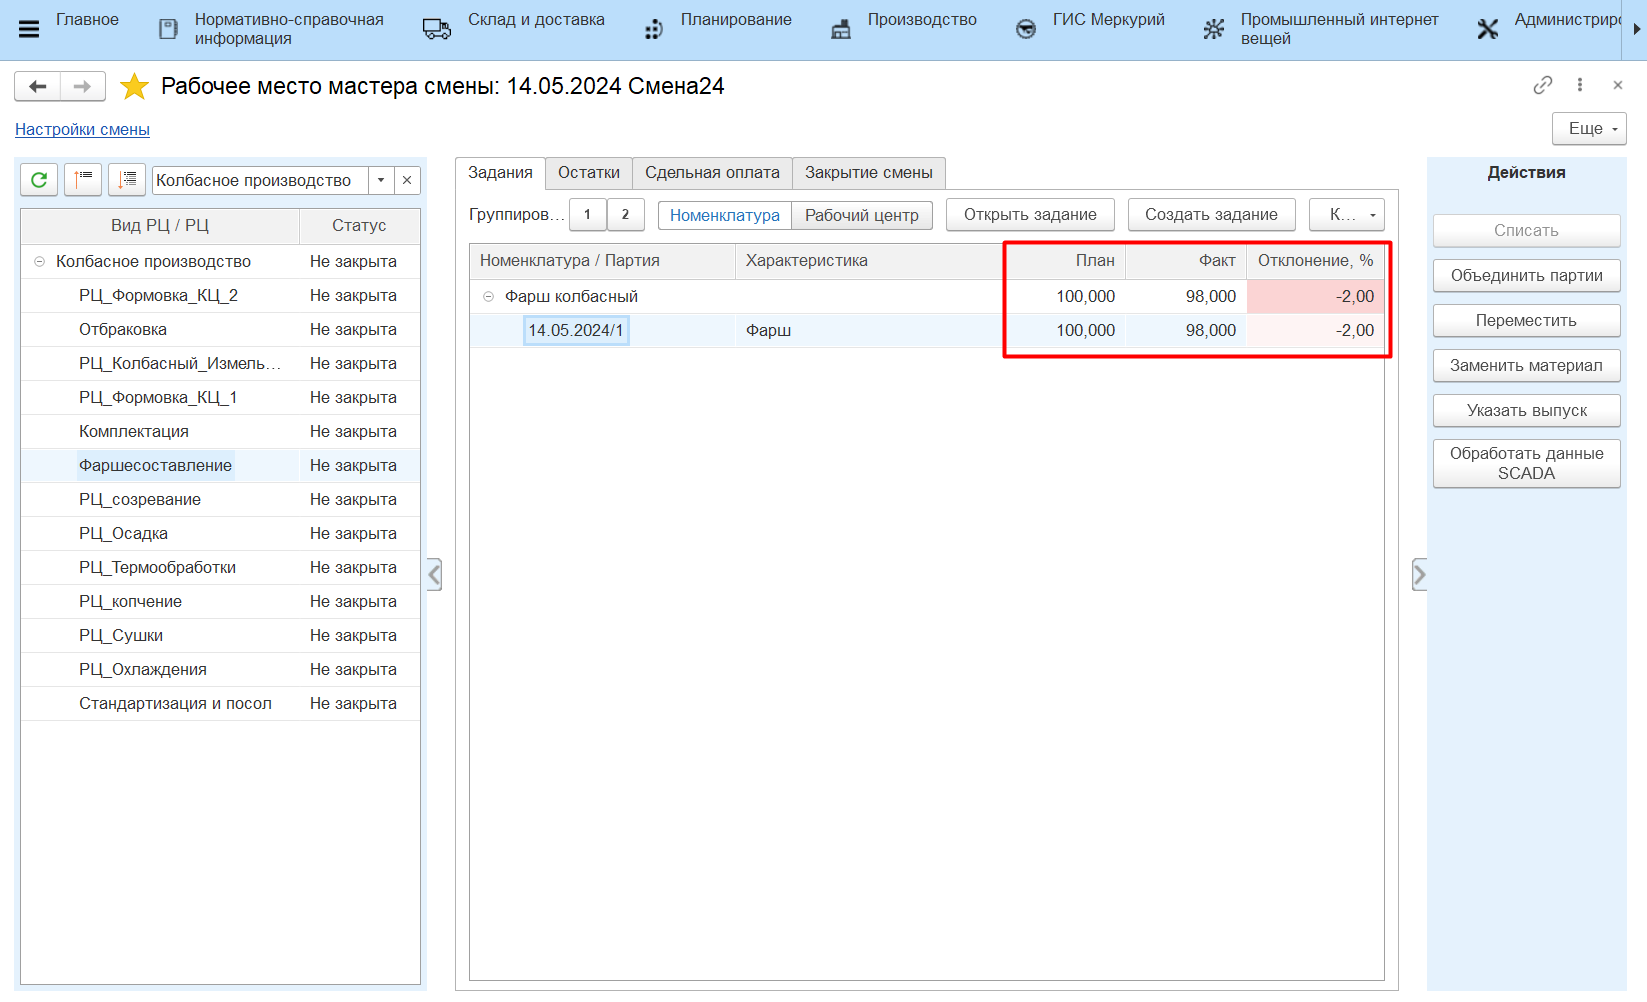 Главное
Нормативно-справочная
информация
Склад и доставка
Планирование
Производство
ГИС Меркурий
Промышленный интернет
вещей
Администриро
Рабочее место мастера смены: 14.05.2024 Смена24
Настройки смены
Еще
Колбасное производство
Вид РЦ / РЦ Статус
Колбасное производство Не закрыта
РЦ_Формовка_КЦ_2 Не закрыта
Отбраковка Не закрыта
РЦ_Колбасный_Измель… Не закрыта
РЦ_Формовка_КЦ_1 Не закрыта
Комплектация Не закрыта
Фаршесоставление Не закрыта
РЦ_созревание Не закрыта
РЦ_Осадка Не закрыта
РЦ_Термообработки Не закрыта
РЦ_копчение Не закрыта
РЦ_Сушки Не закрыта
РЦ_Охлаждения Не закрыта
Стандартизация и посол Не закрыта
Задания Остатки Сдельная оплата Закрытие смены
Группиров… 1 2 Номенклатура Рабочий центр Открыть задание Создать задание К…
Номенклатура / Партия Характеристика План Факт Отклонение, %
Фарш колбасный 100,000 98,000 -2,00
14.05.2024/1 Фарш 100,000 98,000 -2,00
Действия
Списать
Объединить партии
Переместить
Заменить материал
Указать выпуск
Обработать данные
SCADA